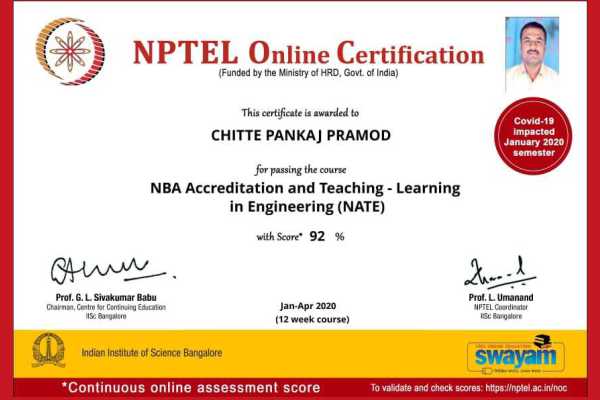 NPTEL Online Certification
(Funded by the Ministry of HRD, Govt. of India)
This certificate is awarded to
CHITTE PANKAJ PRAMOD
Covid-19
impacted
January 2020
semester
for passing the course
NBA Accreditation and Teaching - Learning
in Engineering (NATE)
with Score* 92 %
Prof. G. L. Sivakumar Babu
Chairman, Centre for Continuing Education
IISc Bangalore
Jan-Apr 2020
(12 week course)
Prof. L. Umanand
NPTEL Coordinator
IISc Bangalore
Indian Institute of Science Bangalore
FREE ONLINE EDUCATION
swayam
*Continuous online assessment score
To validate and check scores: https://nptel.ac.in/noc